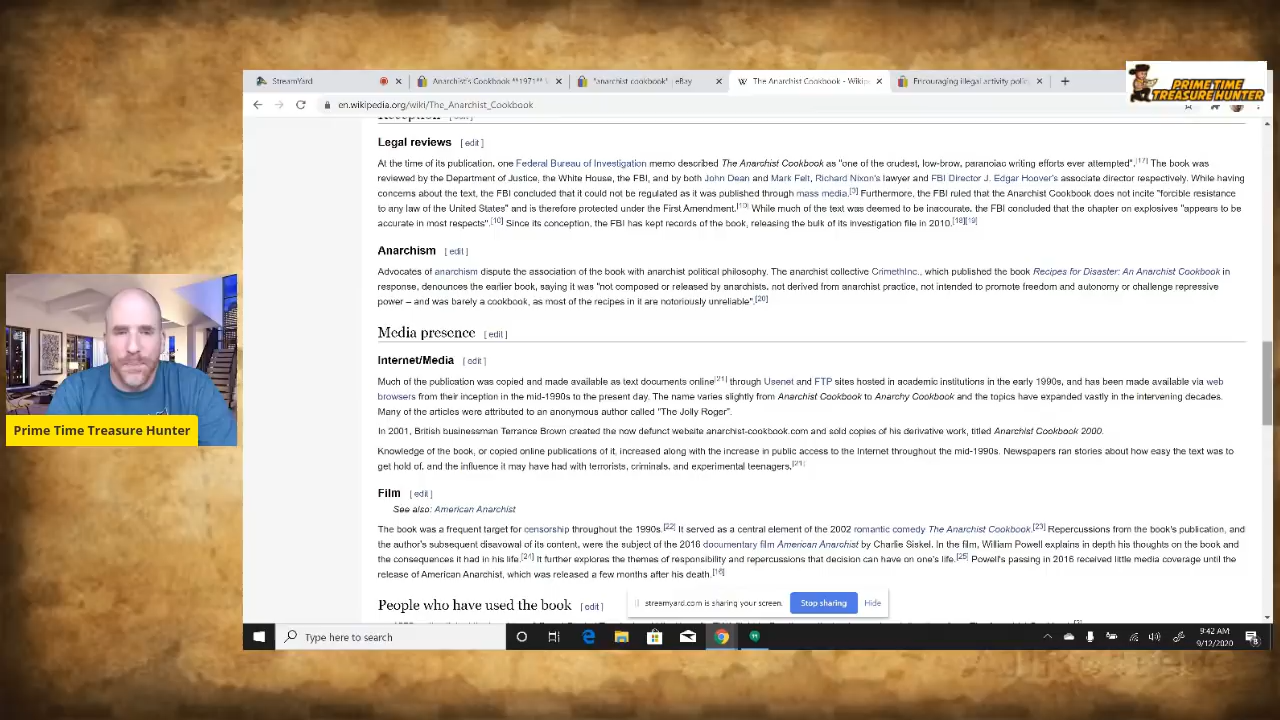 StreamYard
Anarchist's Cookbook **1971**
"anarchist cookbook" | eBay
The Anarchist Cookbook - Wikip
Encouraging illegal activity polic
PRIME TIME
TREASURE HUNTER
en.wikipedia.org/wiki/The_Anarchist_Cookbook
Reception [ edit ]
Legal reviews [ edit ]
At the time of its publication, one Federal Bureau of Investigation memo described The Anarchist Cookbook as "one of the crudest, low-brow, paranoiac writing efforts ever attempted".[17] The book was
reviewed by the Department of Justice, the White House, the FBI, and by both John Dean and Mark Felt, Richard Nixon's lawyer and FBI Director J. Edgar Hoover's associate director respectively. While having
concerns about the text, the FBI concluded that it could not be regulated as it was published through mass media.[9] Furthermore, the FBI ruled that the Anarchist Cookbook does not incite "forcible resistance
to any law of the United States" and is therefore protected under the First Amendment.[10] While much of the text was deemed to be inaccurate, the FBI concluded that the chapter on explosives "appears to be
accurate in most respects".[10] Since its conception, the FBI has kept records of the book, releasing the bulk of its investigation file in 2010.[18][19]
Anarchism [ edit ]
Advocates of anarchism dispute the association of the book with anarchist political philosophy. The anarchist collective CrimethInc., which published the book Recipes for Disaster: An Anarchist Cookbook in
response, denounces the earlier book, saying it was "not composed or released by anarchists, not derived from anarchist practice, not intended to promote freedom and autonomy or challenge repressive
power – and was barely a cookbook, as most of the recipes in it are notoriously unreliable".[20]
Media presence [ edit ]
Internet/Media [ edit ]
Much of the publication was copied and made available as text documents online[21] through Usenet and FTP sites hosted in academic institutions in the early 1990s, and has been made available via web
browsers from their inception in the mid-1990s to the present day. The name varies slightly from Anarchist Cookbook to Anarchy Cookbook and the topics have expanded vastly in the intervening decades.
Many of the articles were attributed to an anonymous author called "The Jolly Roger".
In 2001, British businessman Terrance Brown created the now defunct website anarchist-cookbook.com and sold copies of his derivative work, titled Anarchist Cookbook 2000.
Knowledge of the book, or copied online publications of it, increased along with the increase in public access to the Internet throughout the mid-1990s. Newspapers ran stories about how easy the text was to
get hold of, and the influence it may have had with terrorists, criminals, and experimental teenagers.[21]
Prime Time Treasure Hunter
Film [ edit ]
See also: American Anarchist
The book was a frequent target for censorship throughout the 1990s.[22] It served as a central element of the 2002 romantic comedy The Anarchist Cookbook.[23] Repercussions from the book's publication, and
the author's subsequent disavowal of its content, were the subject of the 2016 documentary film American Anarchist by Charlie Siskel. In the film, William Powell explains in depth his thoughts on the book and
the consequences it had in his life.[24] It further explores the themes of responsibility and repercussions that decision can have on one's life.[25] Powell's passing in 2016 received little media coverage until the
release of American Anarchist, which was released a few months after his death.[16]
People who have used the book [ edit ]
streamyard.com is sharing your screen.
Stop sharing
Hide
Type here to search
9:42 AM
9/12/2020